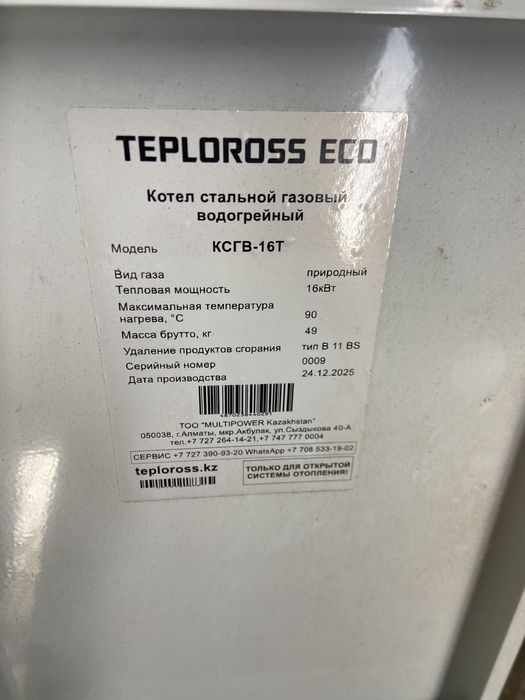 TEPLOROSS ECO
Котел стальной газовый
водогрейный
Модель КСГВ-16Т
Вид газа природный
Тепловая мощность 16кВт
Максимальная температура
нагрева, °С 90
Масса брутто, кг 49
Удаление продуктов сгорания тип В 11 BS
Серийный номер 0009
Дата производства 24.12.2025
4870238440291
ТОО "MULTIPOWER Kazakhstan"
050038, г.Алматы, мкр.Акбулак, ул.Сыздыкова 40-А
тел.+7 727 264-14-21,+7 747 777 0004
СЕРВИС +7 727 390-93-20 WhatsApp +7 708 533-19-02
teploross.kz
ТОЛЬКО ДЛЯ ОТКРЫТОЙ
СИСТЕМЫ ОТОПЛЕНИЯ!